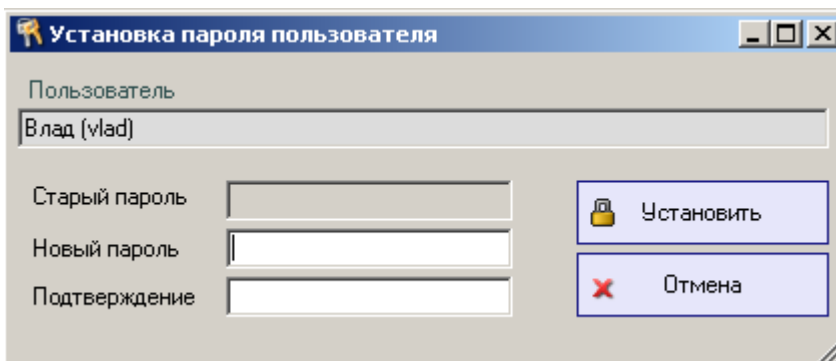 Установка пароля пользователя
Пользователь
Влад (vlad)
Старый пароль
Установить
Новый пароль
Отмена
Подтверждение